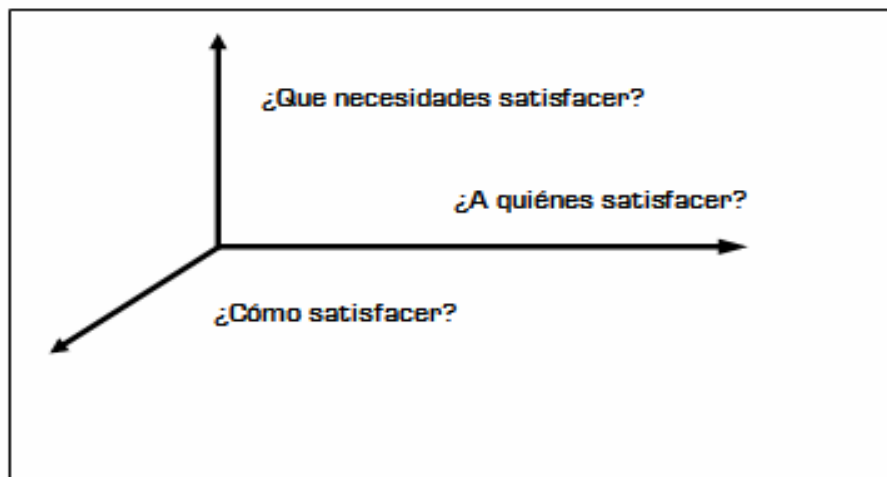 ¿Que necesidades satisfacer?
¿A quiénes satisfacer?
¿Cómo satisfacer?